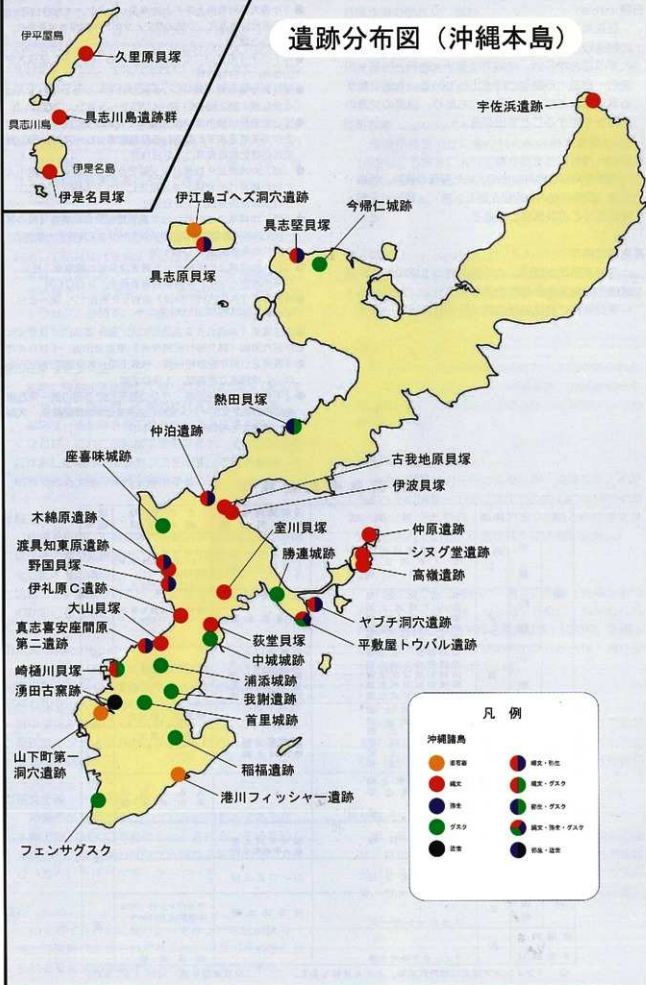 遺跡分布図（沖縄本島）
伊平屋島
久里原貝塚
具志川島
具志川島遺跡群
伊是名島
伊是名貝塚
宇佐浜遺跡
伊江島ゴヘズ洞穴遺跡
具志原貝塚
具志堅貝塚
今帰仁城跡
熱田貝塚
仲泊遺跡
座喜味城跡
古我地原貝塚
伊波貝塚
木綿原遺跡
室川貝塚
仲原遺跡
渡具知東原遺跡
勝連城跡
シヌグ堂遺跡
野国貝塚
高嶺遺跡
伊礼原C遺跡
大山貝塚
ヤブチ洞穴遺跡
真志喜安座間原
第二遺跡
荻堂貝塚
平敷屋トウバル遺跡
中城城跡
崎樋川貝塚
浦添城跡
湧田古窯跡
我謝遺跡
首里城跡
山下町第一
洞穴遺跡
稲福遺跡
港川フィッシャー遺跡
フェンサグスク
凡例
沖縄諸島
旧石器
縄文・弥生
縄文
縄文・グスク
弥生
弥生・グスク
グスク
縄文・弥生・グスク
近世
弥生・近世